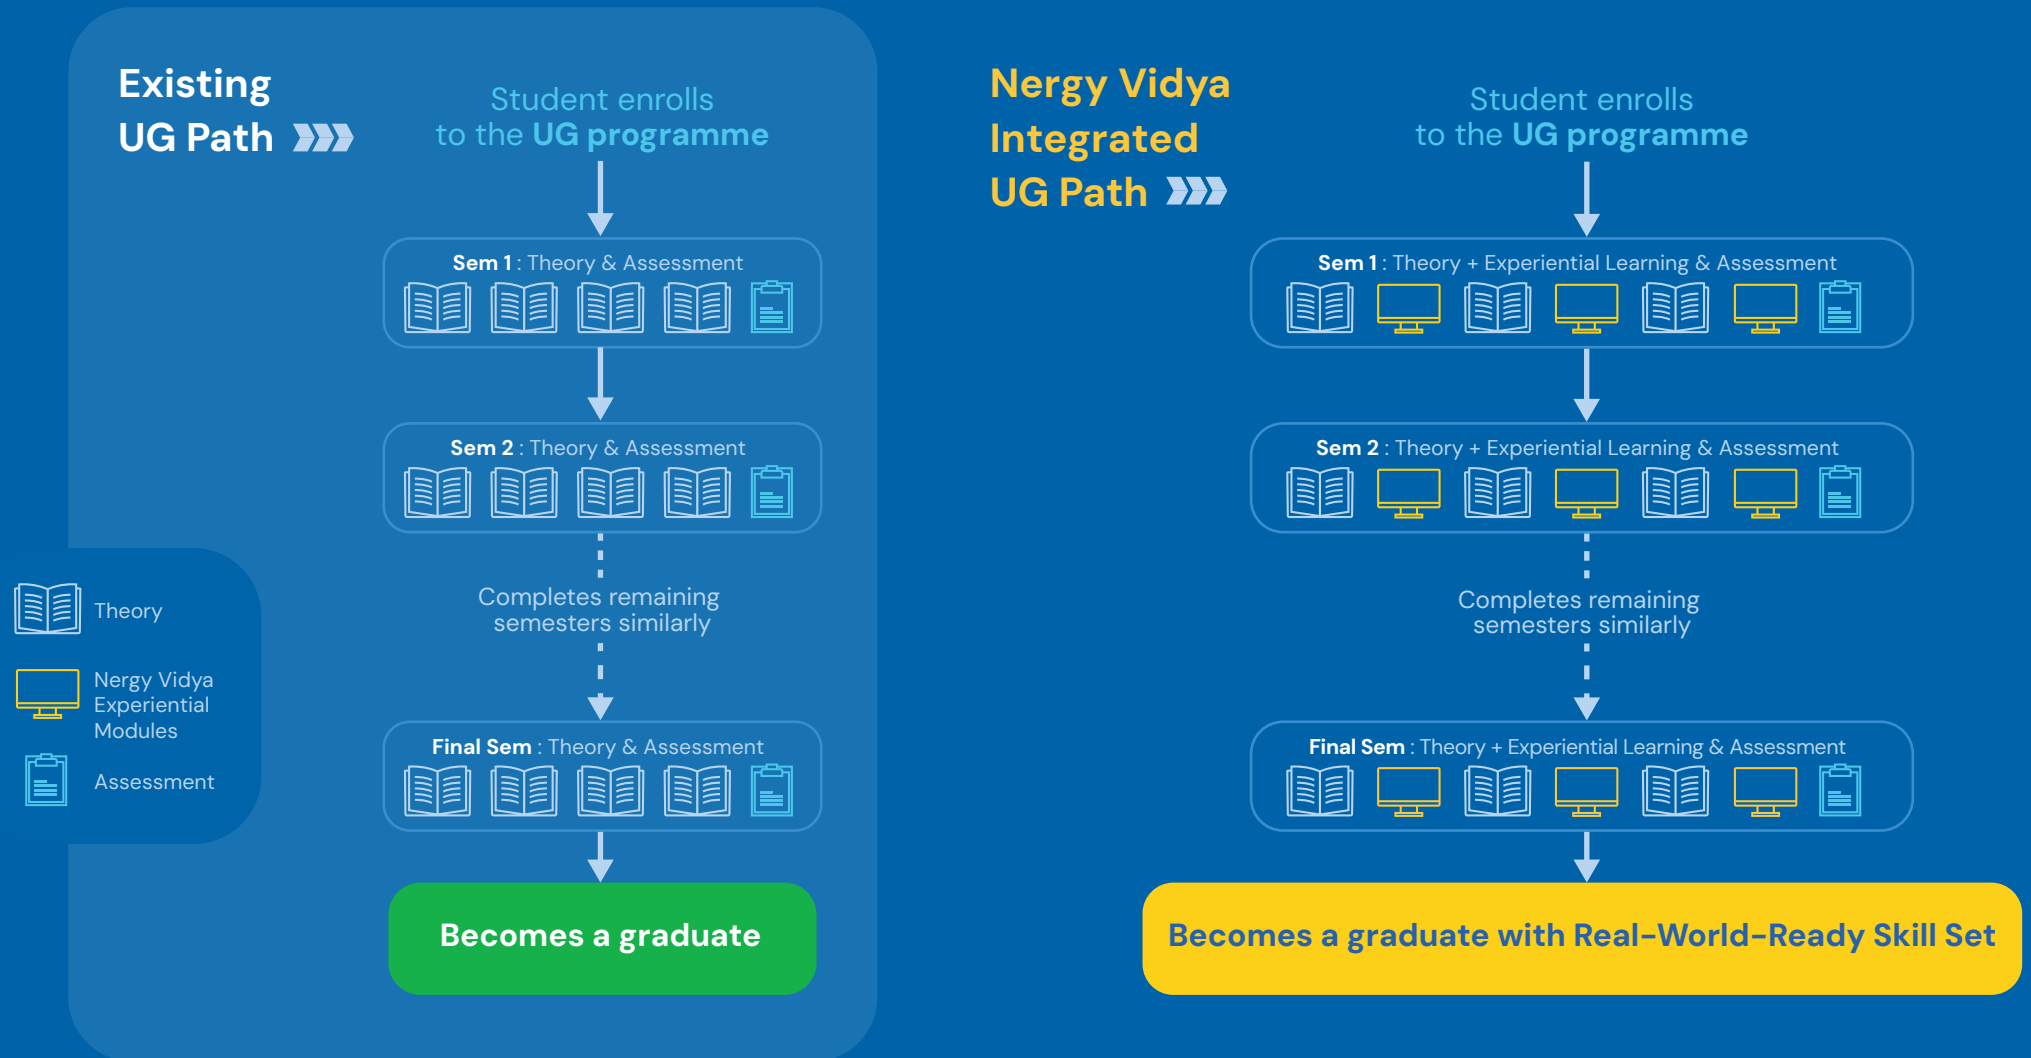 Existing
UG Path
Student enrolls
to the UG programme
Sem 1 : Theory & Assessment
Sem 2 : Theory & Assessment
Completes remaining
semesters similarly
Final Sem : Theory & Assessment
Becomes a graduate
Theory
Nergy Vidya
Experiential
Modules
Assessment
Nergy Vidya
Integrated
UG Path
Student enrolls
to the UG programme
Sem 1 : Theory + Experiential Learning & Assessment
Sem 2 : Theory + Experiential Learning & Assessment
Completes remaining
semesters similarly
Final Sem : Theory + Experiential Learning & Assessment
Becomes a graduate with Real-World-Ready Skill Set